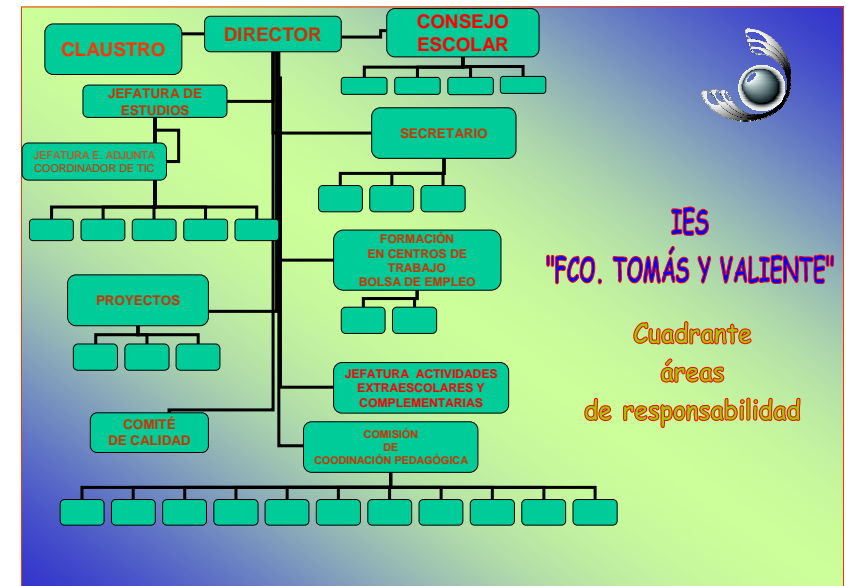 CLAUSTRO
DIRECTOR
CONSEJO
ESCOLAR
JEFATURA DE
ESTUDIOS
SECRETARIO
JEFATURA E. ADJUNTA
COORDINADOR DE TIC
FORMACIÓN
EN CENTROS DE
TRABAJO
BOLSA DE EMPLEO
PROYECTOS
JEFATURA ACTIVIDADES
EXTRAESCOLARES Y
COMPLEMENTARIAS
COMITÉ
DE CALIDAD
COMISIÓN
DE
COODINACIÓN PEDAGÓGICA
IES
"FCO. TOMÁS Y VALIENTE"
Cuadrante
áreas
de responsabilidad